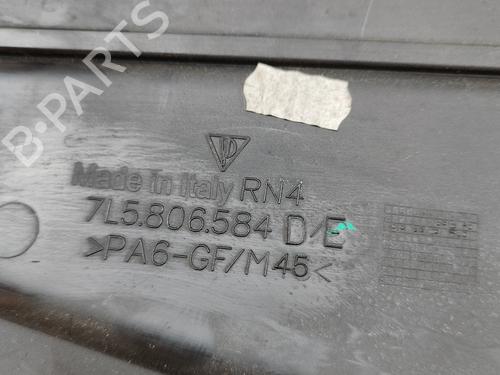 B-PARTS
Made in Italy RN4
7L5.806.584 D/E
>PA6-GF/M45<